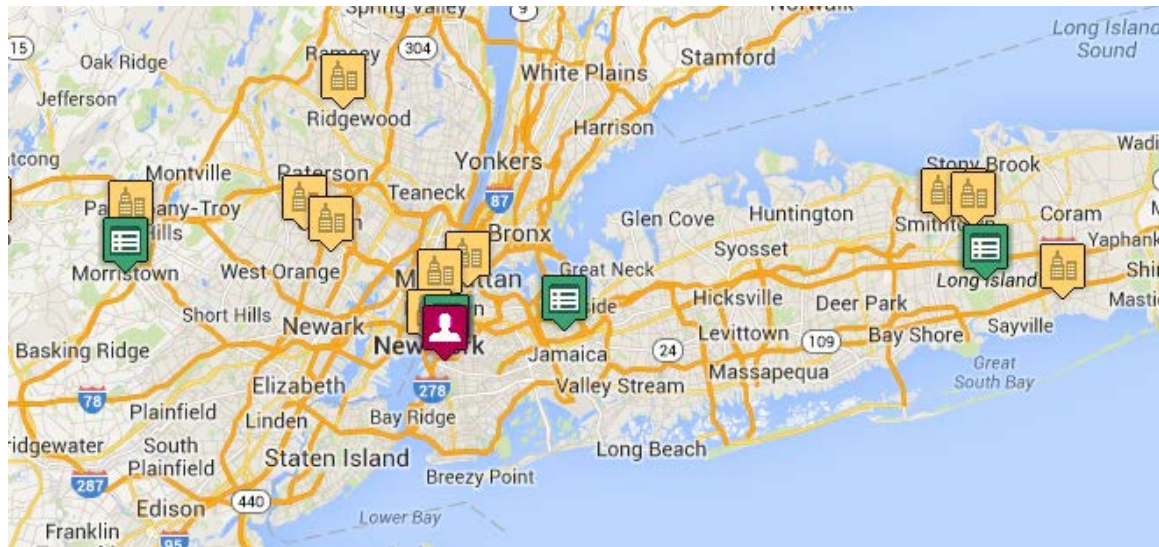 Spring Valley
9
Norwalk
Long Island
Sound
15
Oak Ridge
Ramsey
304
Stamford
White Plains
Jefferson
Ridgewood
Harrison
Yonkers
Montville
Paterson
Teaneck
87
Stony Brook
Wadi
Glen Cove
Huntington
Coram
Smithtown
Bronx
Syosset
Yaphank
Hills
Morristown
West Orange
Great Neck
Long Island
Short Hills
Newark
Hicksville
Deer Park
Sayville
Levittown
109
Bay Shore
Basking Ridge
New York
Jamaica
24
Massapequa
Great
South Bay
Elizabeth
278
Valley Stream
78
Plainfield
Linden
Bay Ridge
South
Plainfield
Staten Island
Long Beach
Breezy Point
287
Edison
440
Lower Bay
Franklin
95